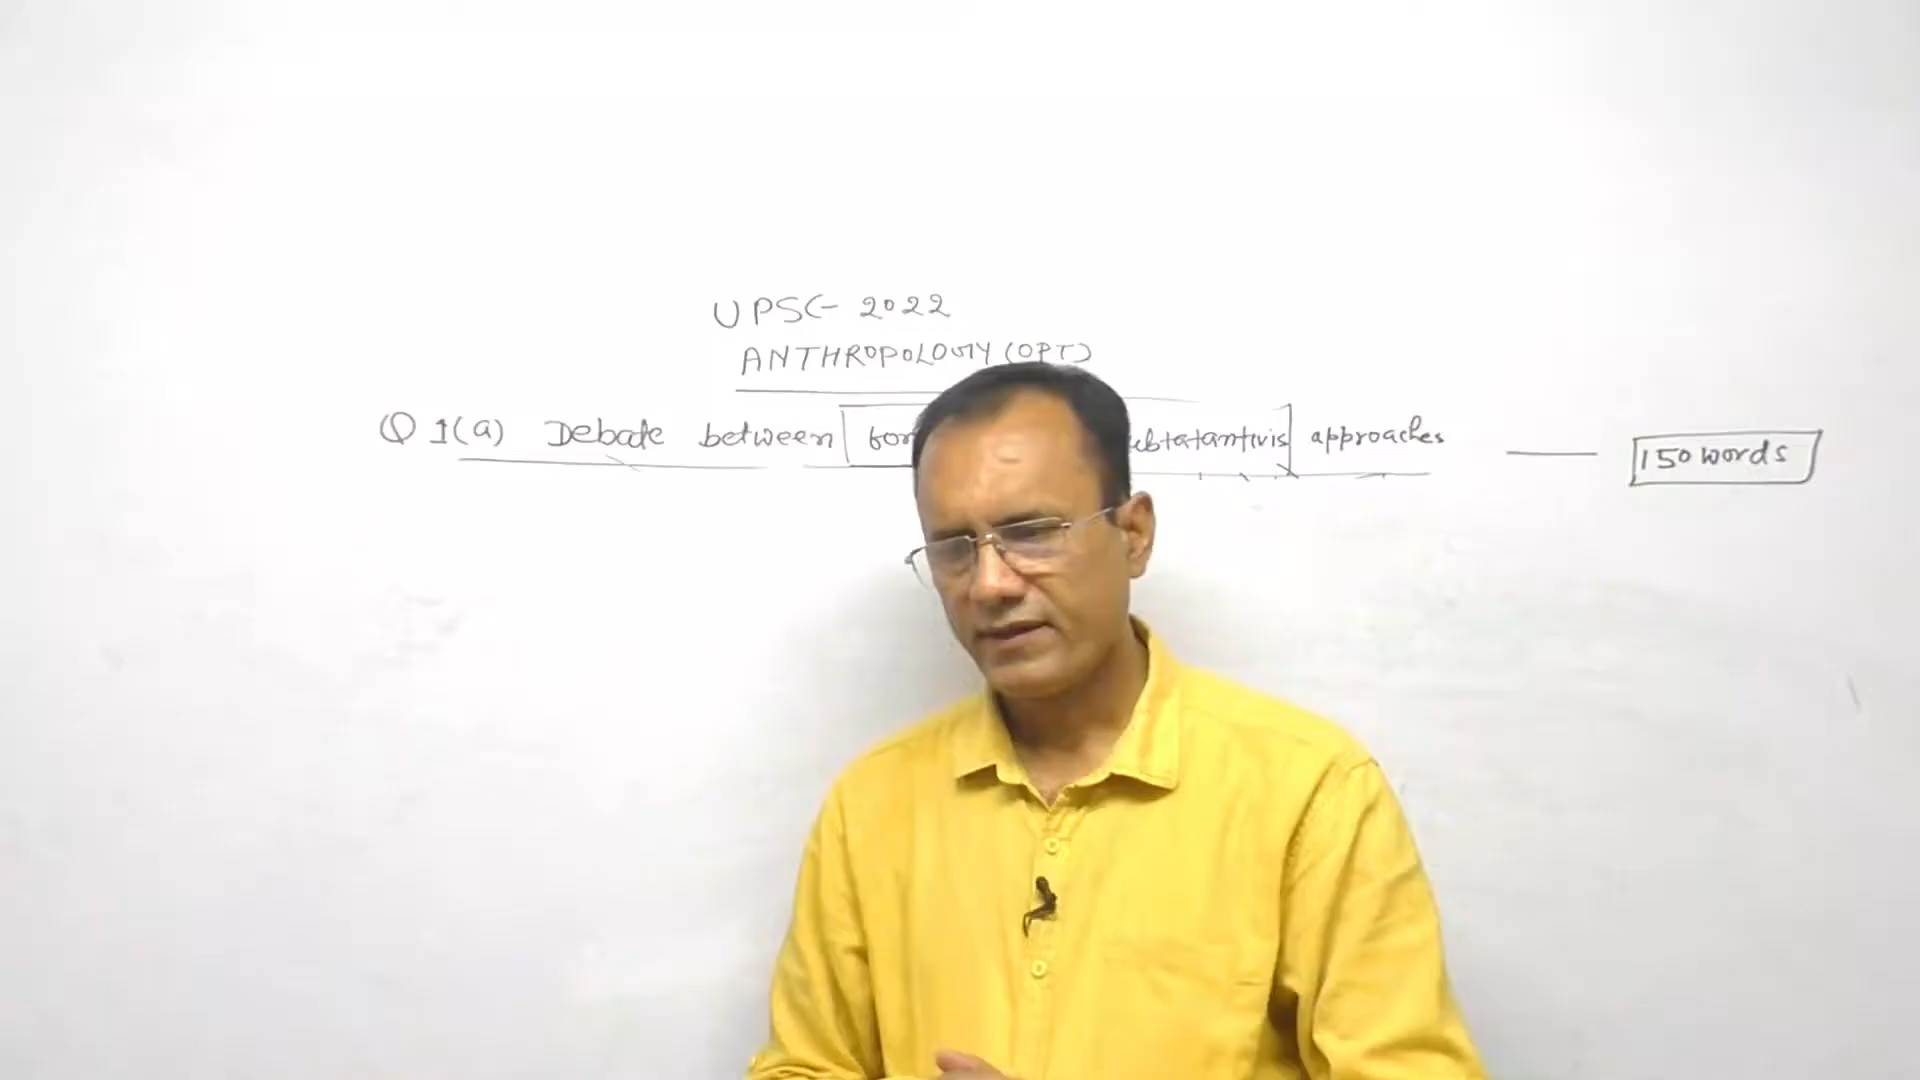 UPSC- 2022
ANTHROPOLOGY (OPT)
Q 1(a) Debate between approaches 150 words